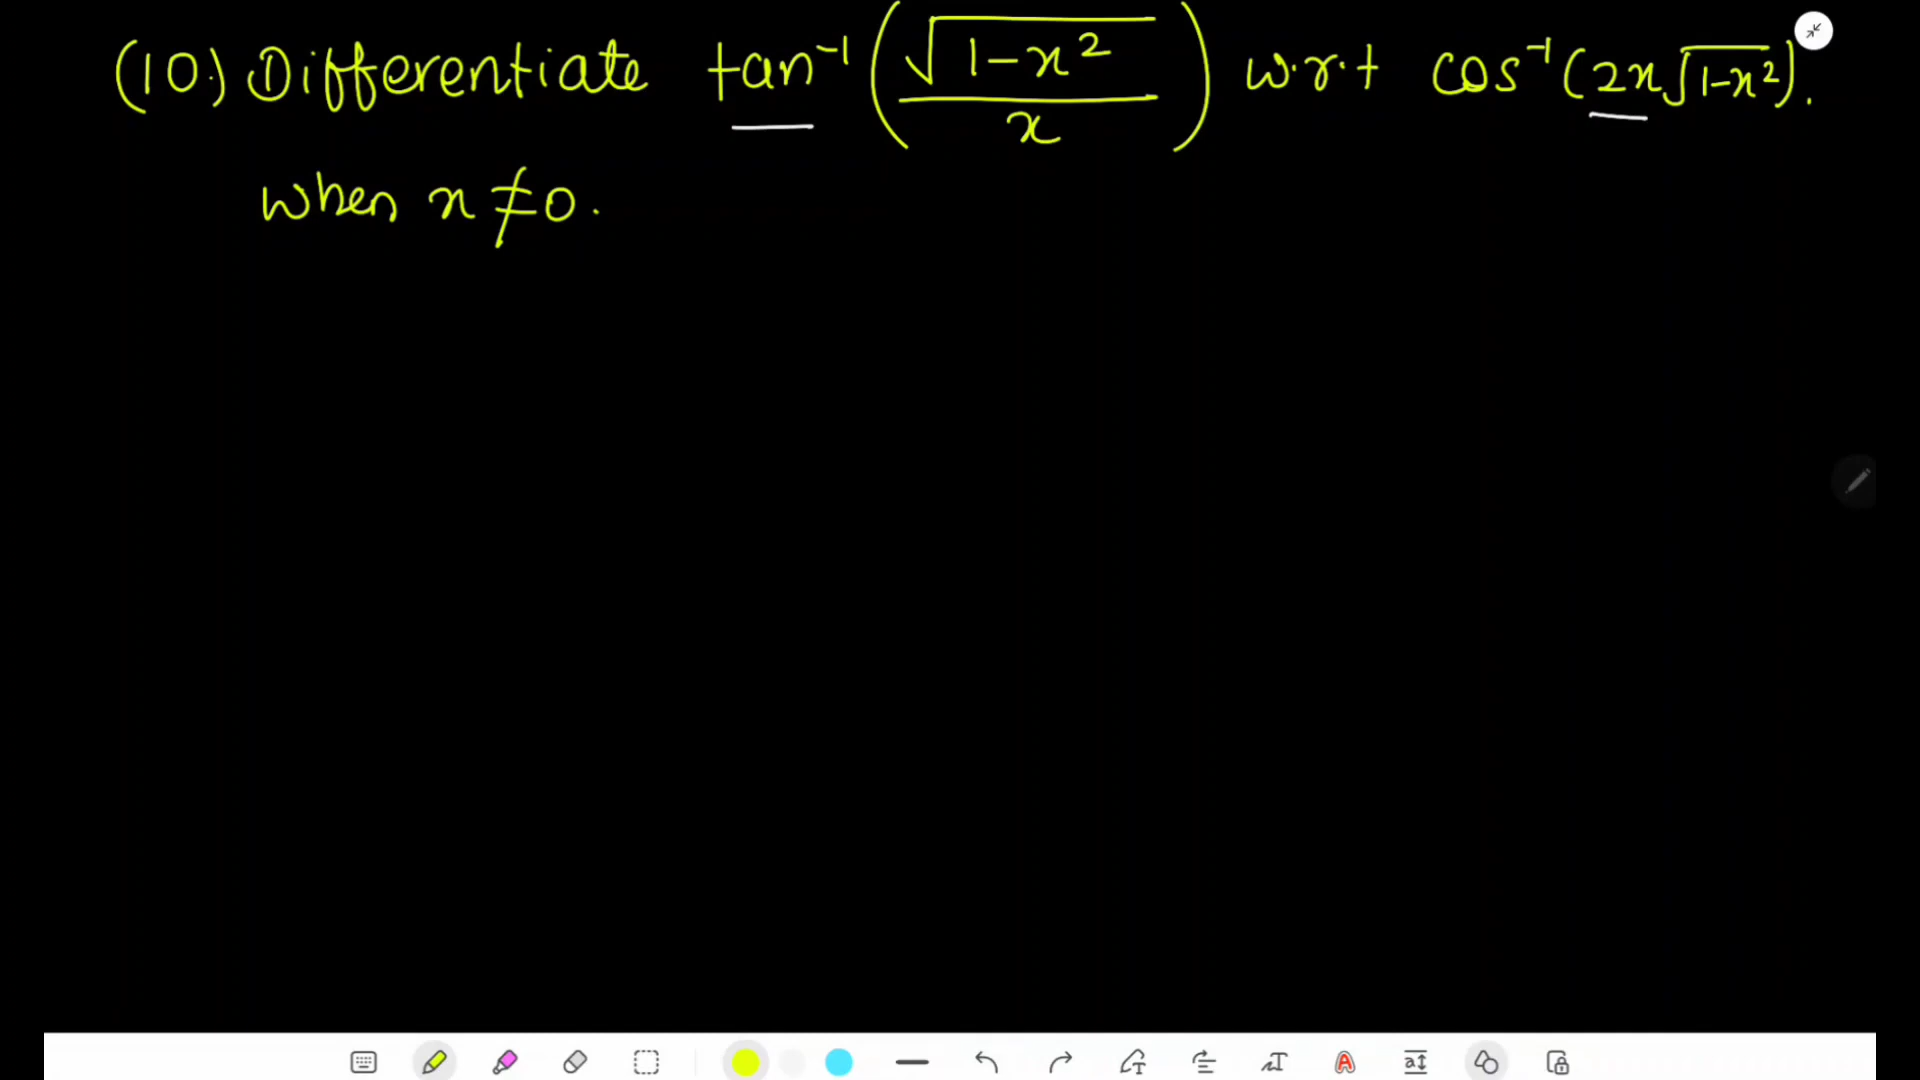 (10.) Differentiate tan⁻¹(√(1-x²)/x) w.r.t cos⁻¹(2x√(1-x²)).
when x ≠ 0.